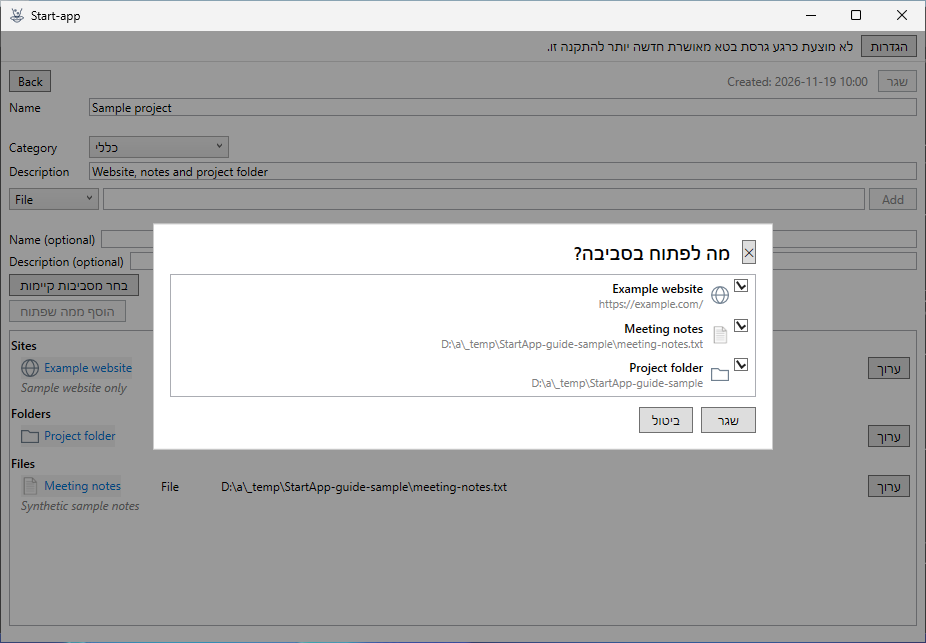 Start-app
הגדרות
לא מוצעת כרגע גרסת בטא מאושרת חדשה יותר להתקנה זו.
Back
Created: 2026-11-19 10:00
שגר
Name
Sample project
Category
כללי
Description
Website, notes and project folder
File
Add
Name (optional)
Description (optional)
בחר מסביבות קיימות
הוסף ממה שפתוח
מה לפתוח בסביבה?
Example website
https://example.com/
Meeting notes
D:\a\_temp\StartApp-guide-sample\meeting-notes.txt
Project folder
D:\a\_temp\StartApp-guide-sample
שגר
ביטול
Sites
Example website
ערוך
Sample website only
Folders
Project folder
ערוך
Files
Meeting notes
File
D:\a\_temp\StartApp-guide-sample\meeting-notes.txt
ערוך
Synthetic sample notes